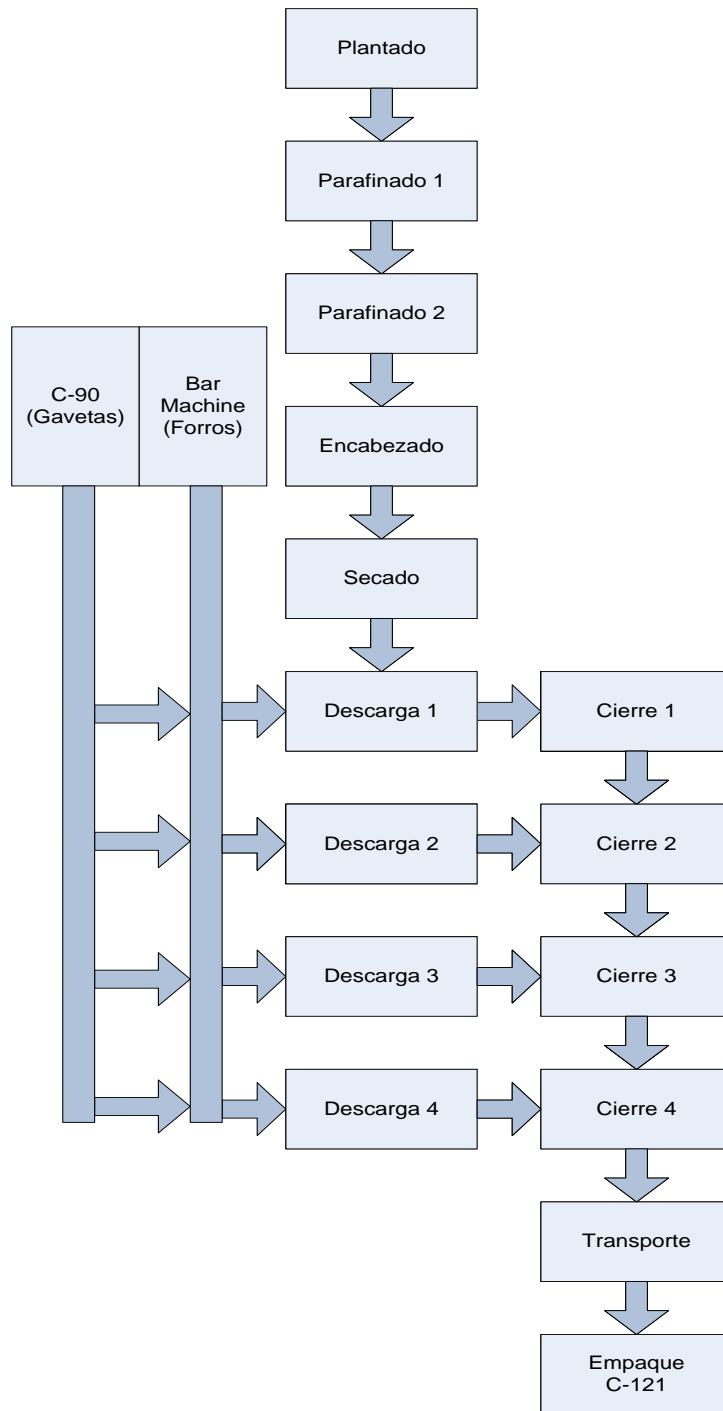 Plantado
Parafinado 1
Parafinado 2
C-90
(Gavetas)
Bar
Machine
(Forros)
Encabezado
Secado
Descarga 1
Cierre 1
Descarga 2
Cierre 2
Descarga 3
Cierre 3
Descarga 4
Cierre 4
Transporte
Empaque
C-121